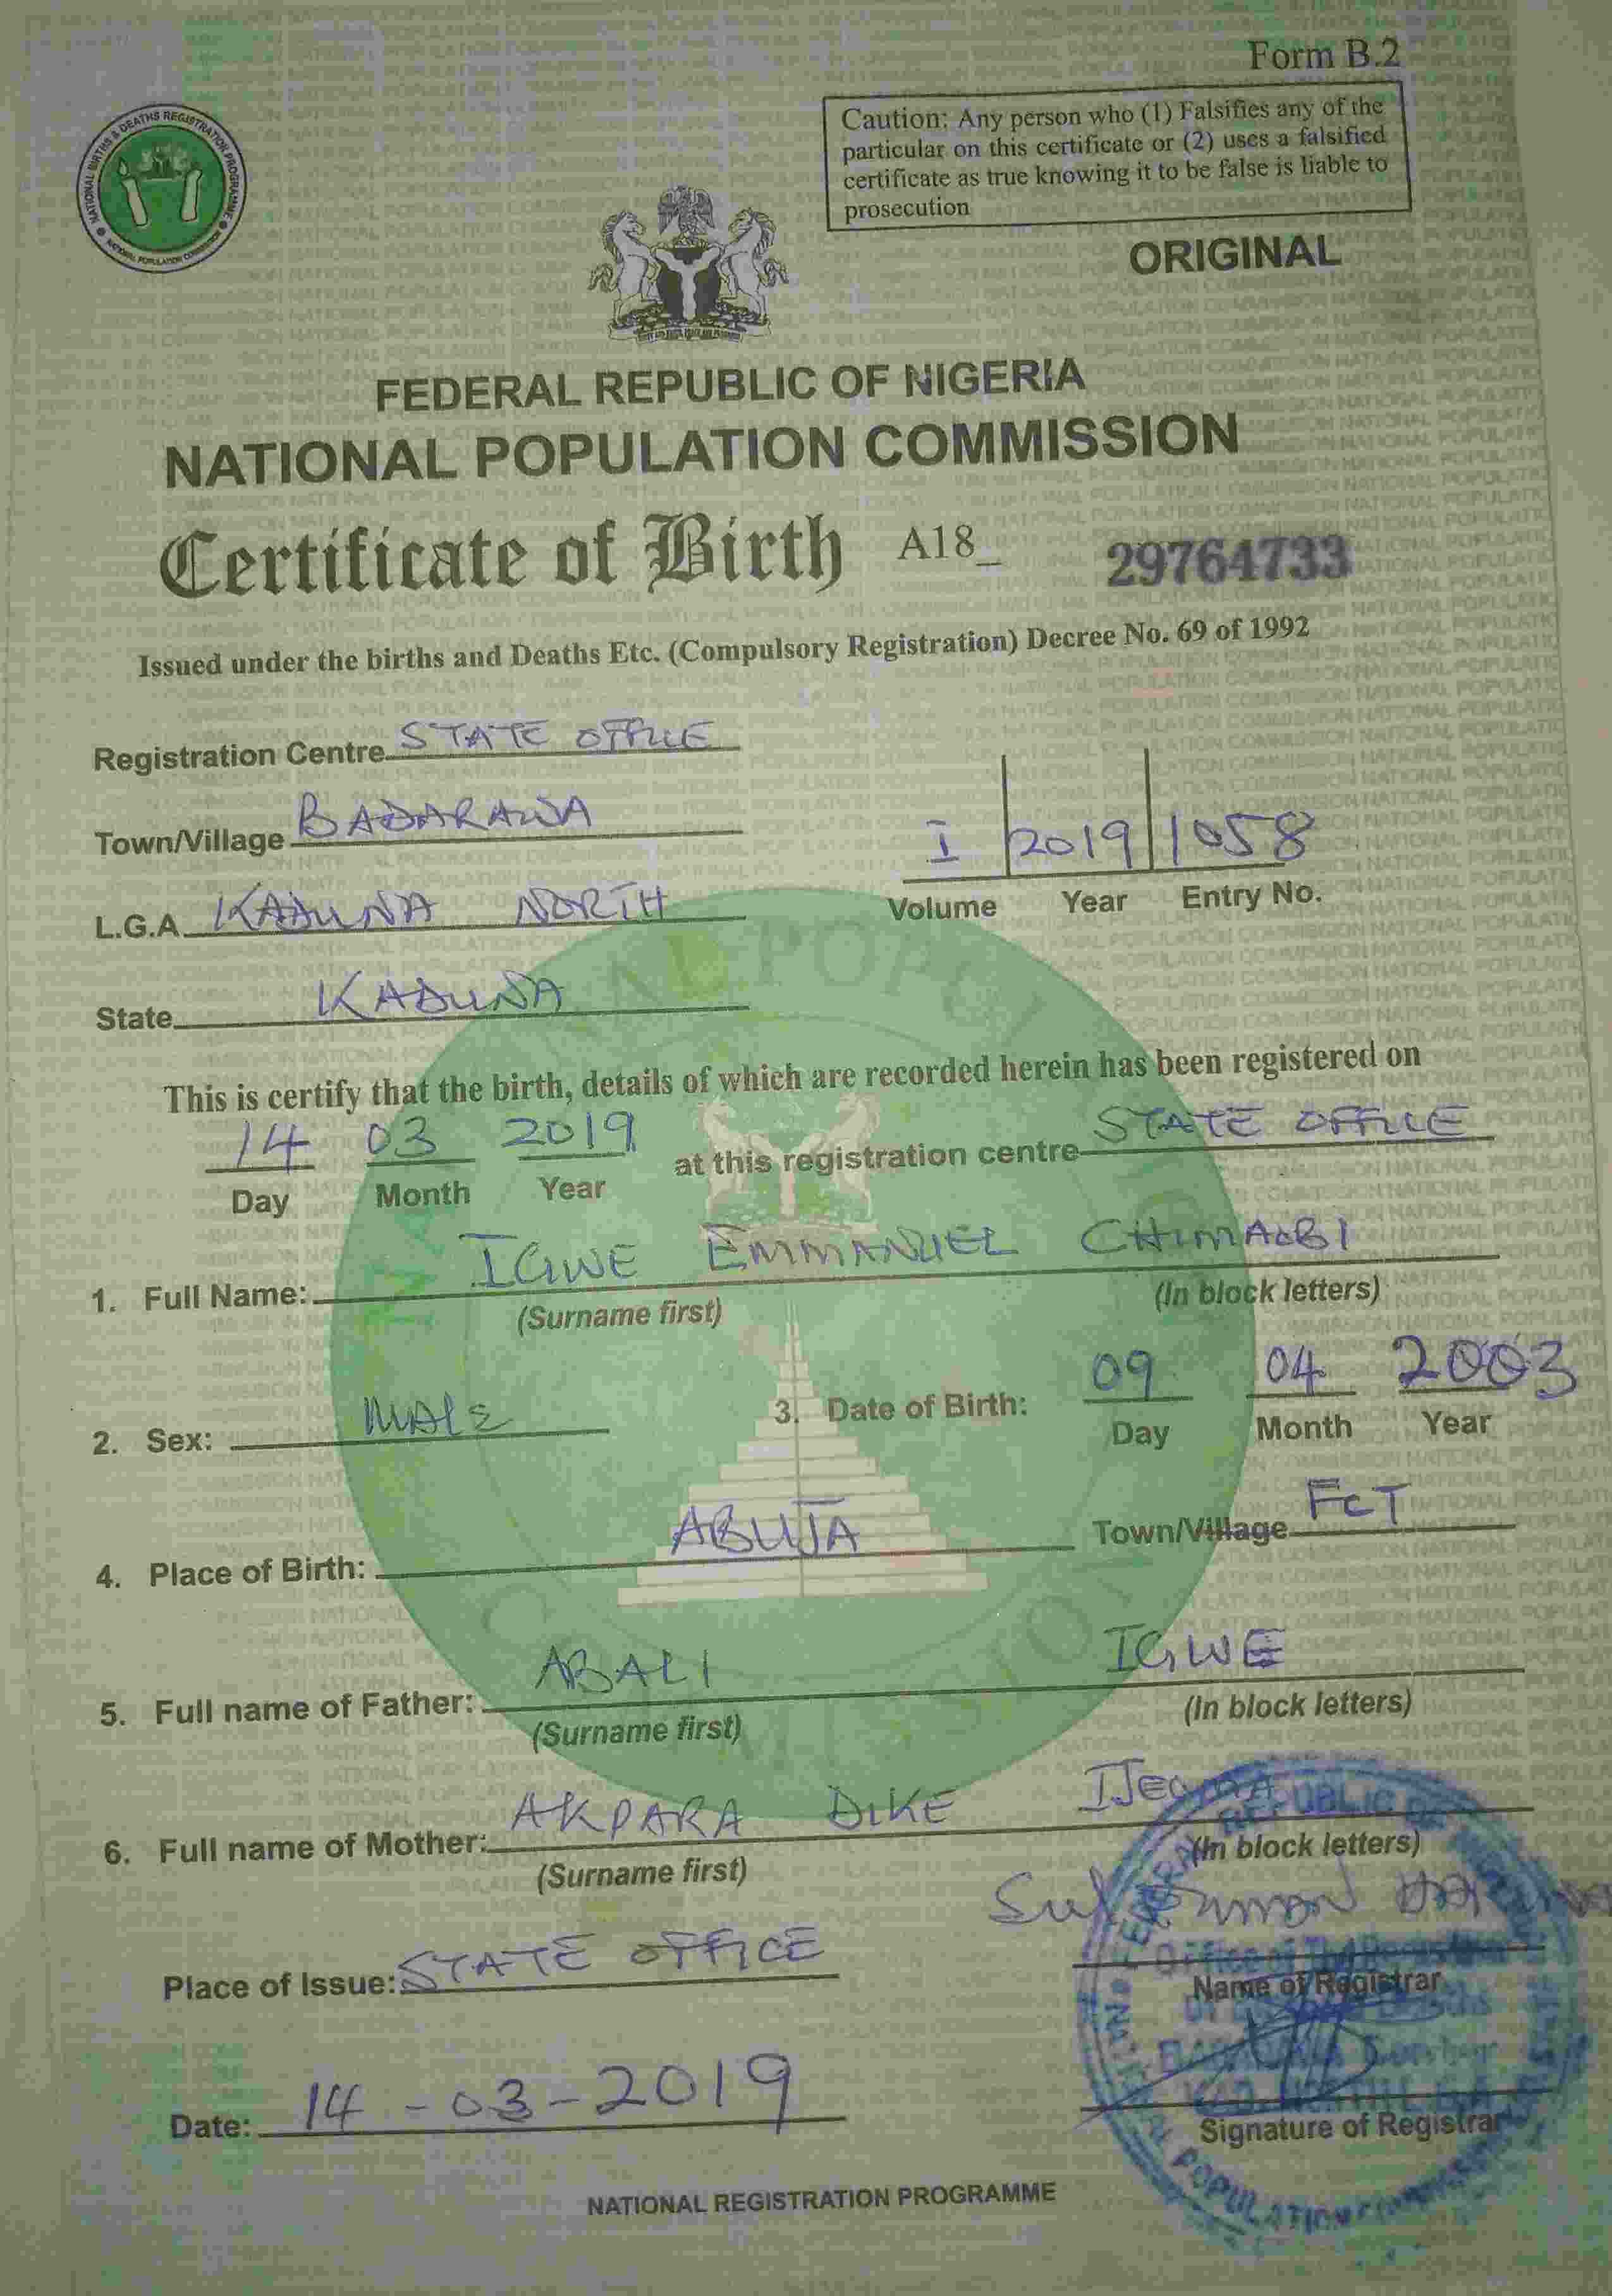 Form B.2
Caution: Any person who (1) Falsifies any of the
particular on this certificate or (2) uses a falsified
certificate as true knowing it to be false is liable to
prosecution
NATIONAL BIRTHS & DEATHS REGISTRATION PROGRAMME
NATIONAL POPULATION COMMISSION
ORIGINAL
FEDERAL REPUBLIC OF NIGERIA
NATIONAL POPULATION COMMISSION
Certificate of Birth A18_ 29764733
Issued under the births and Deaths Etc. (Compulsory Registration) Decree No. 69 of 1992
Registration Centre STATE OFFICE
Town/Village BADARAWA
I 2019 1058
L.G.A KADUNA NORTH
Volume Year Entry No.
State KADUNA
This is certify that the birth, details of which are recorded herein has been registered on
14 03 2019 at this registration centre STATE OFFICE
Day Month Year
1. Full Name: IGWE EMMANUEL
(Surname first) (In block letters)
2. Sex: MALE 3. Date of Birth: 09 04 2003
Day Month Year
4. Place of Birth: ABUJA Town/Village FCT
5. Full name of Father: ABALI IGWE
(Surname first) (In block letters)
6. Full name of Mother: AKPARA DIKE IJEOMA
(Surname first) (In block letters)
Place of Issue: STATE OFFICE
Name of Registrar
Date: 14-03-2019
Signature of Registrar
NATIONAL REGISTRATION PROGRAMME